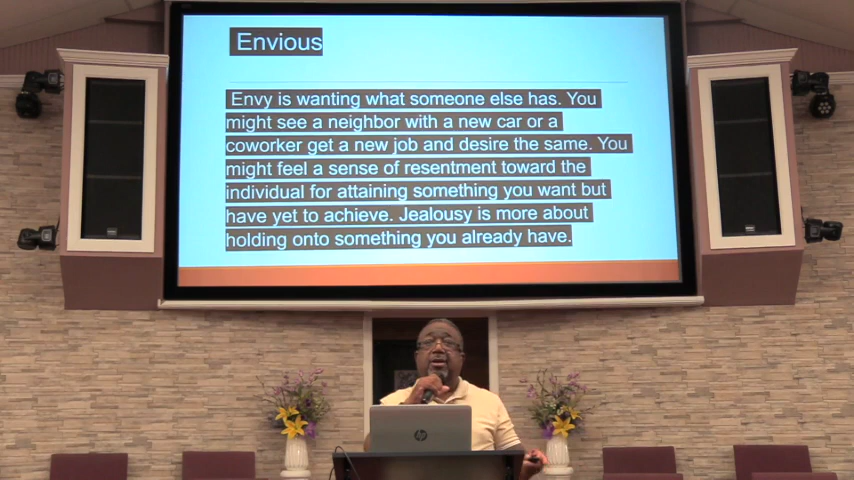 Envious
Envy is wanting what someone else has. You
might see a neighbor with a new car or a
coworker get a new job and desire the same. You
might feel a sense of resentment toward the
individual for attaining something you want but
have yet to achieve. Jealousy is more about
holding onto something you already have.
hp